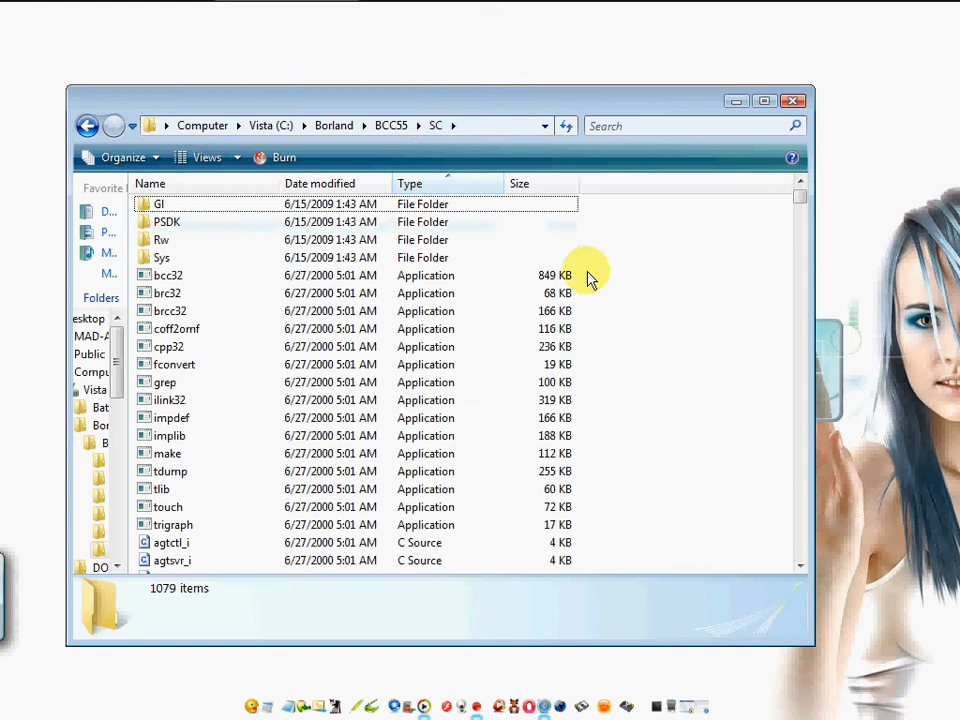 Computer Vista (C:) Borland BCC55 SC Search
Organize Views Burn
Favorite Name Date modified Type Size
GI 6/15/2009 1:43 AM File Folder
D... PSDK 6/15/2009 1:43 AM File Folder
P... Rw 6/15/2009 1:43 AM File Folder
M... Sys 6/15/2009 1:43 AM File Folder
M... bcc32 6/27/2000 5:01 AM Application 849 KB
Folders brc32 6/27/2000 5:01 AM Application 68 KB
esktop brcc32 6/27/2000 5:01 AM Application 166 KB
MAD-A coff2ornf 6/27/2000 5:01 AM Application 116 KB
Public cpp32 6/27/2000 5:01 AM Application 236 KB
Compu fconvert 6/27/2000 5:01 AM Application 19 KB
Vista grep 6/27/2000 5:01 AM Application 100 KB
Bat ilink32 6/27/2000 5:01 AM Application 319 KB
Bor impdef 6/27/2000 5:01 AM Application 166 KB
B implib 6/27/2000 5:01 AM Application 188 KB
make 6/27/2000 5:01 AM Application 112 KB
tdump 6/27/2000 5:01 AM Application 255 KB
tlib 6/27/2000 5:01 AM Application 60 KB
touch 6/27/2000 5:01 AM Application 72 KB
trigraph 6/27/2000 5:01 AM Application 17 KB
agtctl_i 6/27/2000 5:01 AM C Source 4 KB
DO agtsvr_i 6/27/2000 5:01 AM C Source 4 KB
1079 items